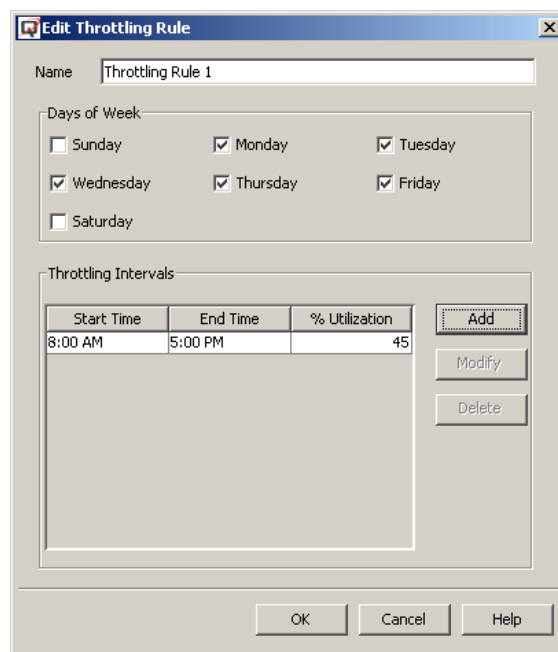 Edit Throttling Rule
Name Throttling Rule 1
Days of Week
Sunday Monday Tuesday
Wednesday Thursday Friday
Saturday
Throttling Intervals
Start Time End Time % Utilization Add
8:00 AM 5:00 PM 45
Modify
Delete
OK Cancel Help